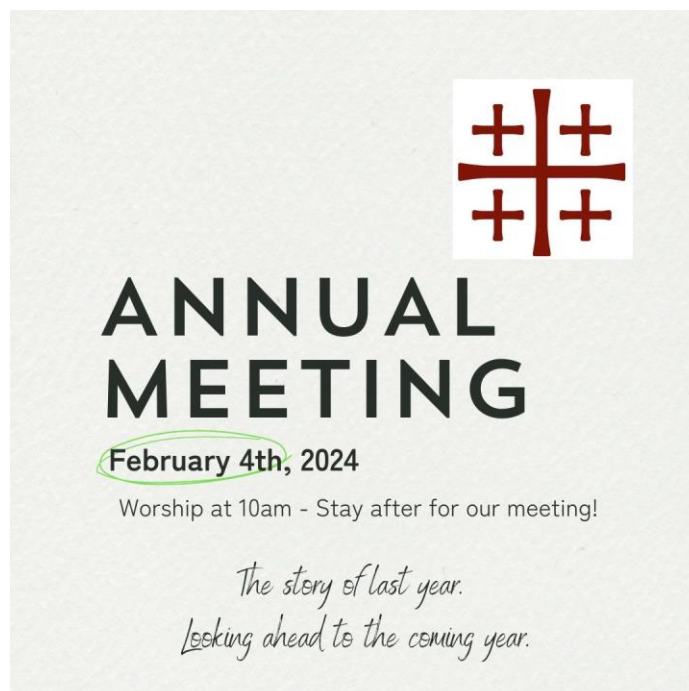 ANNUAL
MEETING
February 4th, 2024
Worship at 10am - Stay after for our meeting!
The story of last year.
Looking ahead to the coming year.